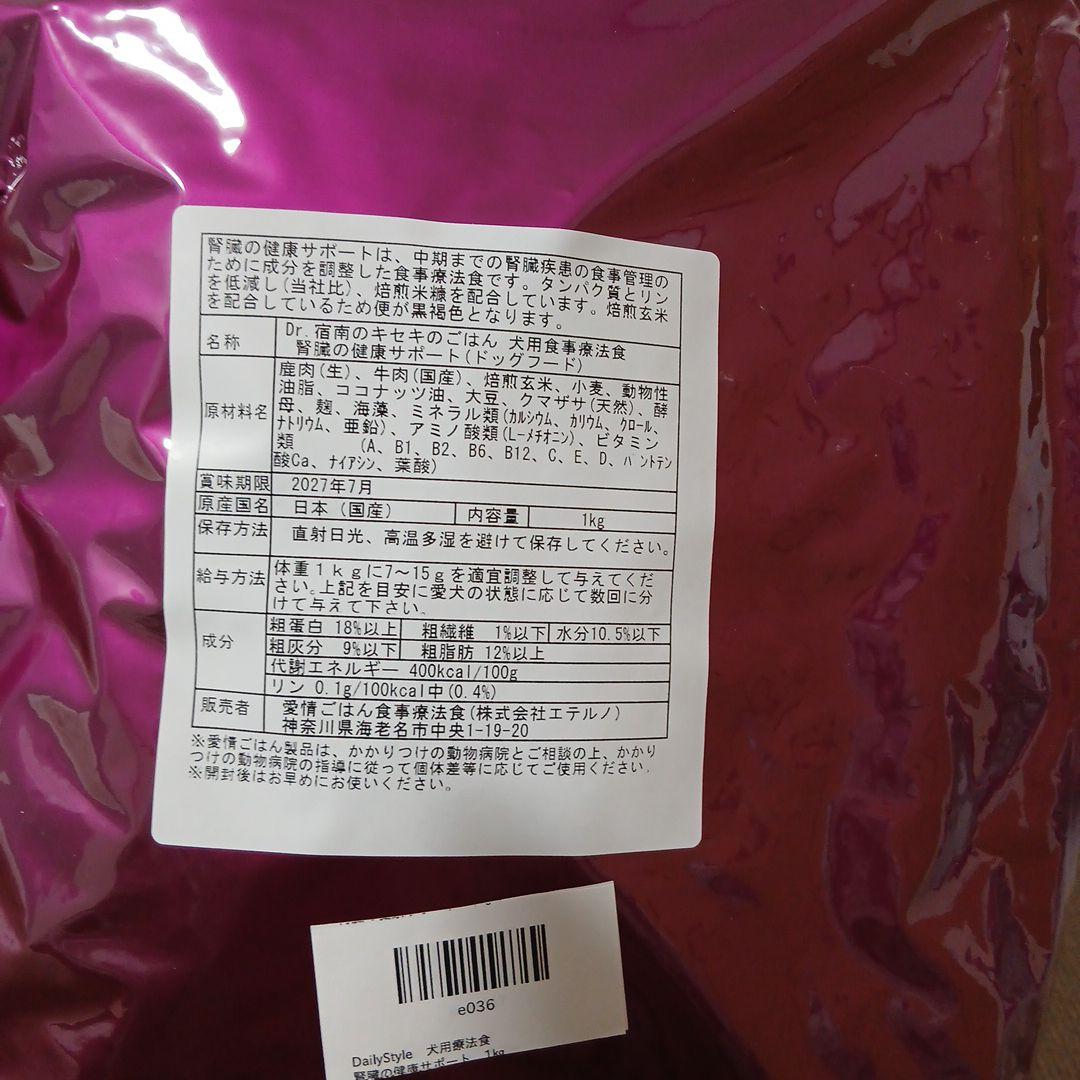 腎臓の健康サポートは、中期までの腎臓疾患の食事管理の
ために成分を調整した食事療法食です。タンパク質とリン
を低減し(当社比)、焙煎米糠を配合しています。焙煎玄米
を配合しているため便が黒褐色となります。
名称 Dr.宿南のキセキのごはん 犬用食事療法食
腎臓の健康サポート(ドッグフード)
原材料名 鹿肉(生)、牛肉(国産)、焙煎玄米、小麦、動物性
油脂、ココナッツ油、大豆、クマザサ(天然)、酵
母、麹、海藻、ミネラル類(カルシウム、カリウム、クロール、
ナトリウム、亜鉛)、アミノ酸類(L-メチオニン)、ビタミン
類 (A、B1、B2、B6、B12、C、E、D、パントテン
酸Ca、ナイアシン、葉酸)
賞味期限 2027年7月
原産国名 日本(国産) 内容量 1kg
保存方法 直射日光、高温多湿を避けて保存してください。
給与方法 体重1kgに7〜15gを適宜調整して与えてくだ
さい。上記を目安に愛犬の状態に応じて数回に分
けて与えて下さい。
成分 粗蛋白 18%以上 粗繊維 1%以下 水分10.5%以下
粗灰分 9%以下 粗脂肪 12%以上
代謝エネルギー 400kcal/100g
リン 0.1g/100kcal中(0.4%)
販売者 愛情ごはん食事療法食(株式会社エテルノ)
神奈川県海老名市中央1-19-20
※愛情ごはん製品は、かかりつけの動物病院とご相談の上、かかり
つけの動物病院の指導に従って個体差等に応じてご使用ください。
※開封後はお早めにお使いください。
e036
DailyStyle 犬用療法食
腎臓の健康サポート 1kg